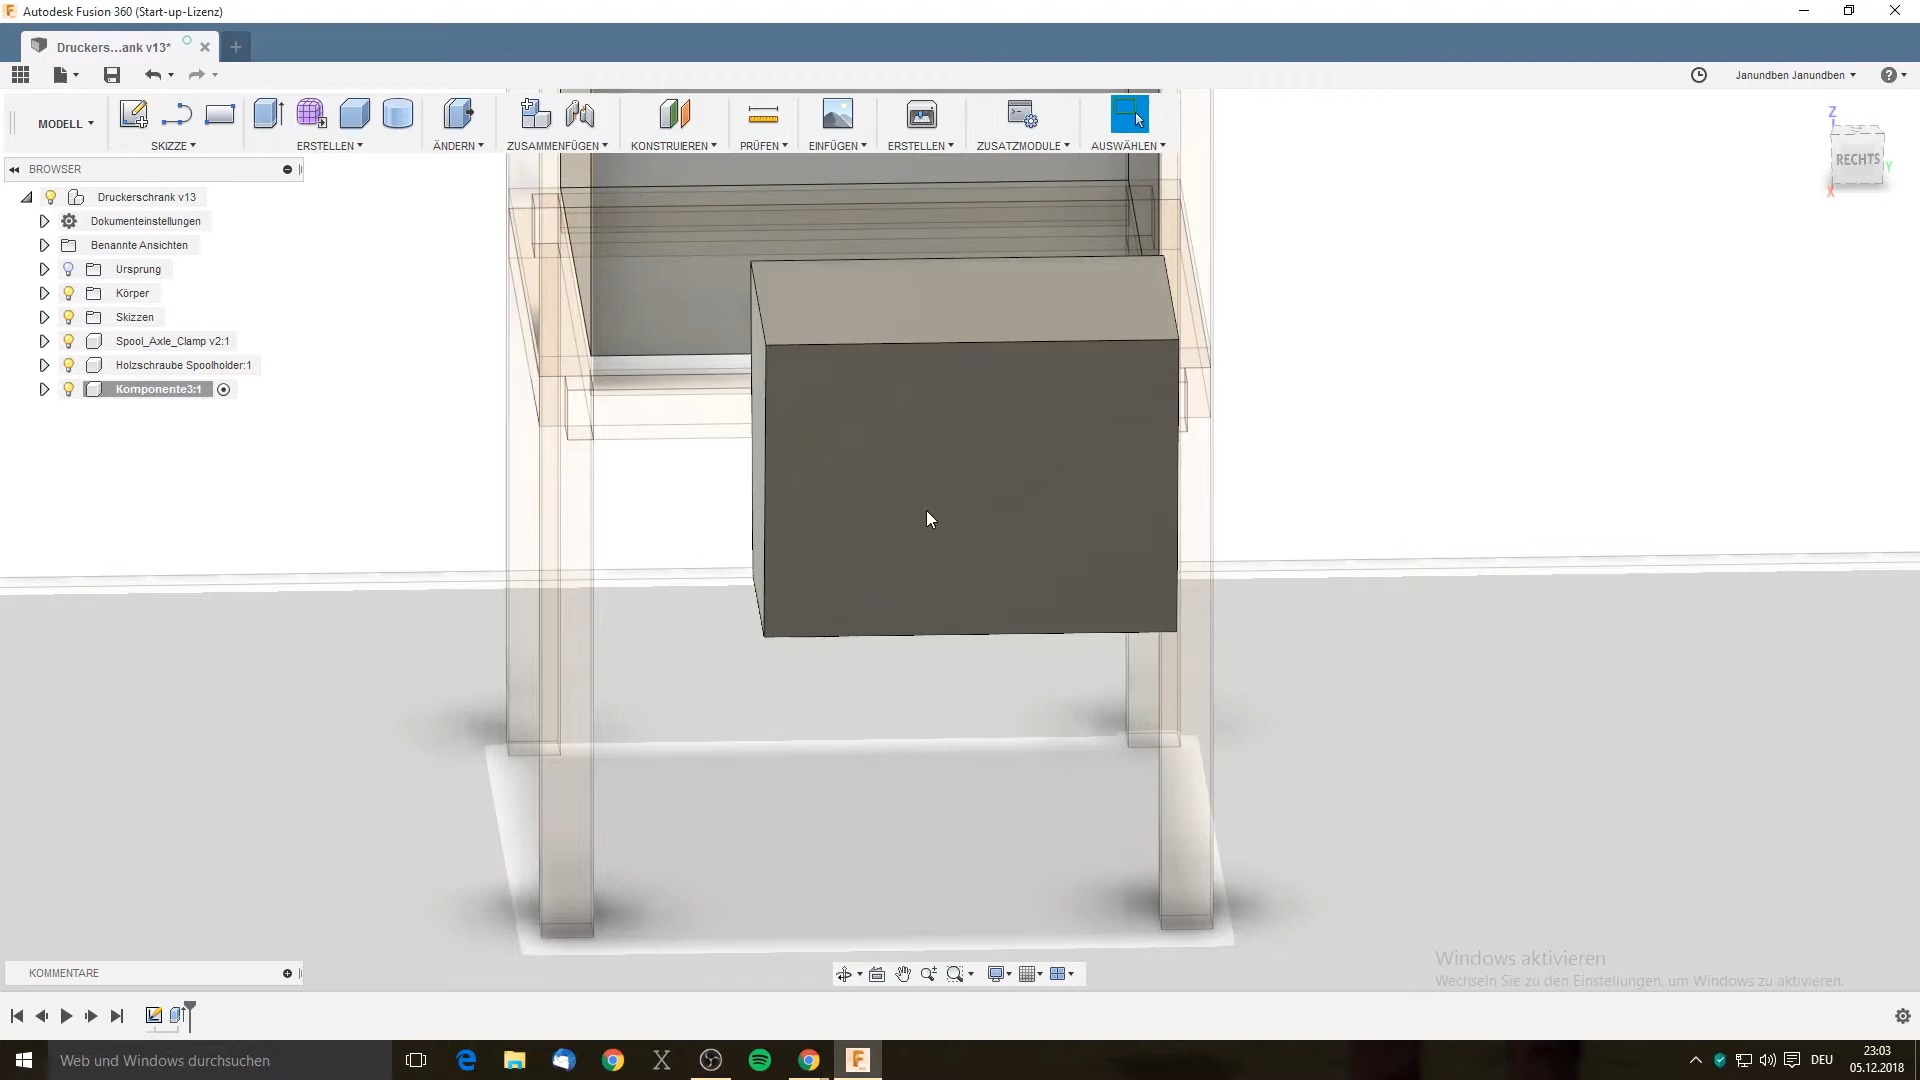 Autodesk Fusion 360 (Start-up-Lizenz)
Druckers...ank v13*
Janundben Janundben
MODELL
SKIZZE
ERSTELLEN
ÄNDERN
ZUSAMMENFÜGEN
KONSTRUIEREN
PRÜFEN
EINFÜGEN
ERSTELLEN
ZUSATZMODULE
AUSWÄHLEN
Z
RECHTS
Y
X
BROWSER
Druckerschrank v13
Dokumenteinstellungen
Benannte Ansichten
Ursprung
Körper
Skizzen
Spool_Axle_Clamp v2:1
Holzschraube Spoolholder:1
Komponente3:1
KOMMENTARE
Windows aktivieren
Wechseln Sie zu den Einstellungen, um Windows zu aktivieren.
Web und Windows durchsuchen
DEU
23:03
05.12.2018